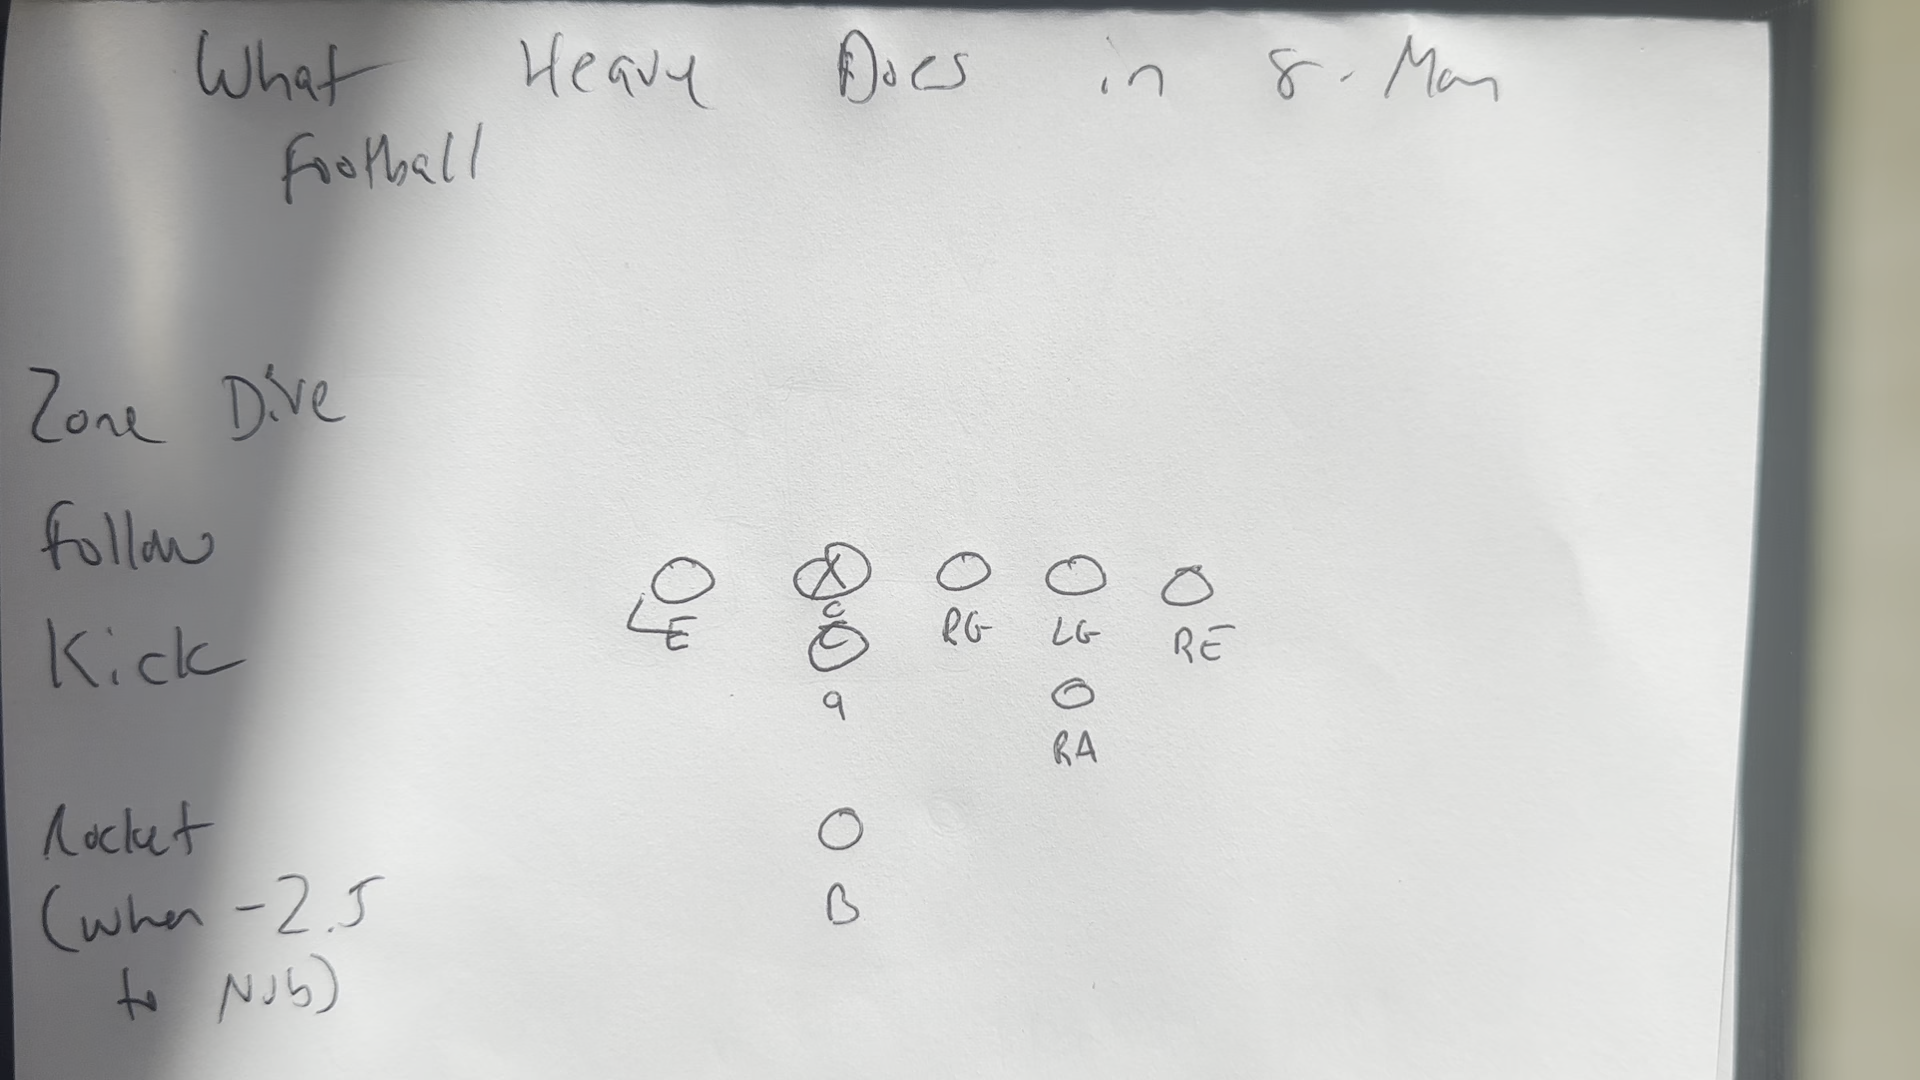 What Heavy Does in 8-Man
Football
Zone Dive
Follow
Kick
LE C RG LG RE
q RA
B
Rocket
(when -2.5
to Nub)